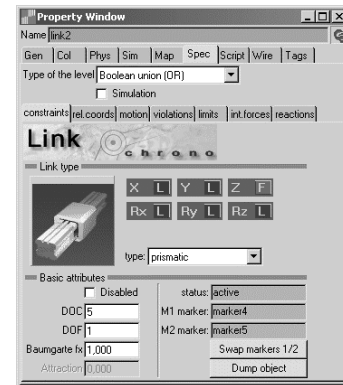 Property Window
Name link2
Gen Col Phys Sim Map Spec Script Wire Tags
Type of the level Boolean union (OR)
Simulation
constraints rel.coords motion violations limits int.forces reactions
Link
chrono
Link type
X L Y L Z F
Rx L Ry L Rz L
type: prismatic
Basic attributes
Disabled status: active
DOC 5 M1 marker: marker4
DOF 1 M2 marker: marker5
Baumgarte fx 1,000 Swap markers 1/2
Attraction 0,000 Dump object